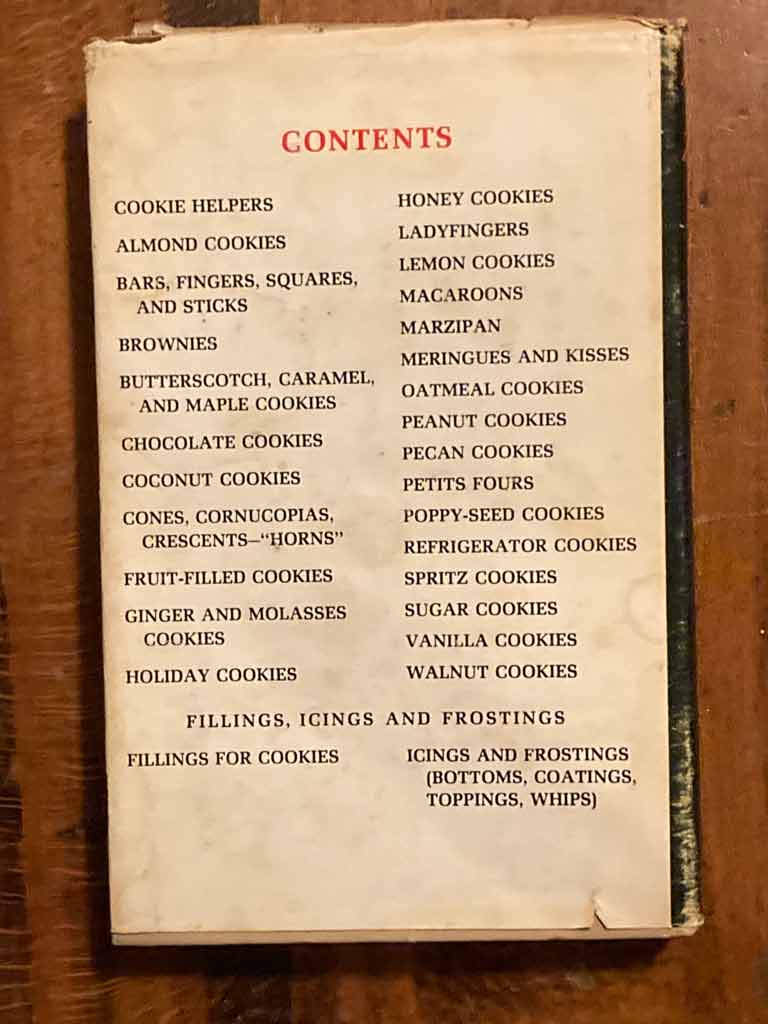 CONTENTS
COOKIE HELPERS
ALMOND COOKIES
BARS, FINGERS, SQUARES,
AND STICKS
BROWNIES
BUTTERSCOTCH, CARAMEL,
AND MAPLE COOKIES
CHOCOLATE COOKIES
COCONUT COOKIES
CONES, CORNUCOPIAS,
CRESCENTS—“HORNS”
FRUIT-FILLED COOKIES
GINGER AND MOLASSES
COOKIES
HOLIDAY COOKIES
HONEY COOKIES
LADYFINGERS
LEMON COOKIES
MACAROONS
MARZIPAN
MERINGUES AND KISSES
OATMEAL COOKIES
PEANUT COOKIES
PECAN COOKIES
PETITS FOURS
POPPY-SEED COOKIES
REFRIGERATOR COOKIES
SPRITZ COOKIES
SUGAR COOKIES
VANILLA COOKIES
WALNUT COOKIES
FILLINGS, ICINGS AND FROSTINGS
FILLINGS FOR COOKIES
ICINGS AND FROSTINGS
(BOTTOMS, COATINGS,
TOPPINGS, WHIPS)